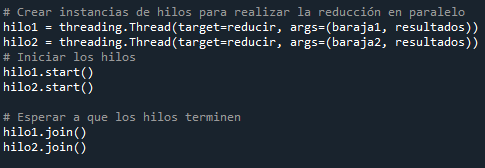 # Crear instancias de hilos para realizar la reducción en paralelo
hilo1 = threading.Thread(target=reducir, args=(baraja1, resultados))
hilo2 = threading.Thread(target=reducir, args=(baraja2, resultados))
# Iniciar los hilos
hilo1.start()
hilo2.start()

# Esperar a que los hilos terminen
hilo1.join()
hilo2.join()